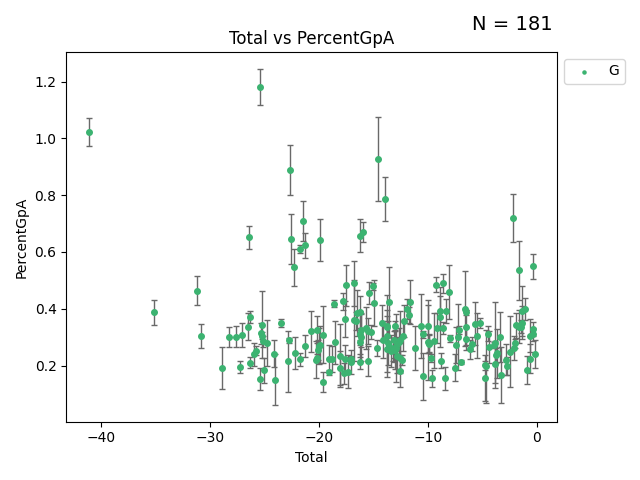 N = 181
Total vs PercentGpA
G
PercentGpA
1.2
1.0
0.8
0.6
0.4
0.2
−40 −30 −20 −10 0
Total